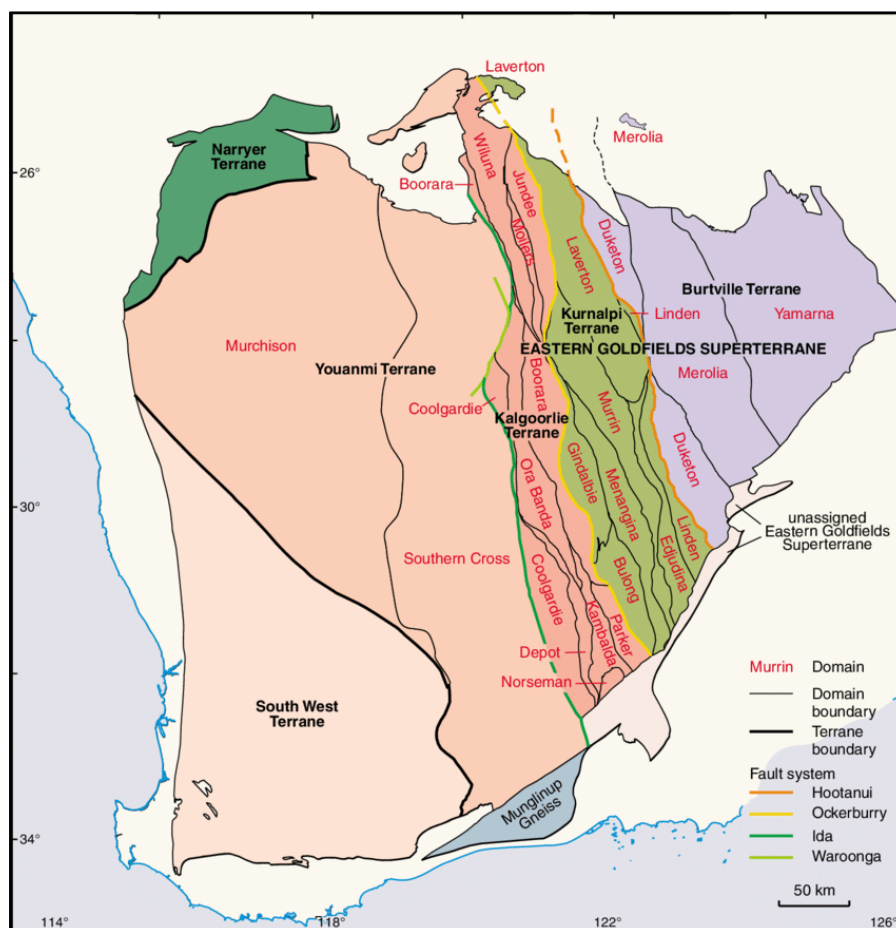 Laverton
Narryer
Terrane
Merolia
26°
Wiluna
Boorara
Jundee
Moilers
Duketon
Laverton
Burtville Terrane
Kurnalpi
Terrane
Linden
Yamarna
Murchison
EASTERN GOLDFIELDS SUPERTERRANE
Youanmi Terrane
Merolia
Boorara
Coolgardie
Kalgoorlie
Terrane
Murrin
Gindalbie
Duketon
Ora Banda
Menangina
30°
Linden
unassigned
Eastern Goldfields
Superterrane
Edjudina
Southern Cross
Coolgardie
Bulong
Kambalda
Parker
Depot
Norseman
South West
Terrane
Murrin Domain
Domain
boundary
Terrane
boundary
Fault system
Hootanui
Ockerburry
Ida
Waroonga
Munglinup
Gneiss
34°
50 km
114°
118°
122°
126°